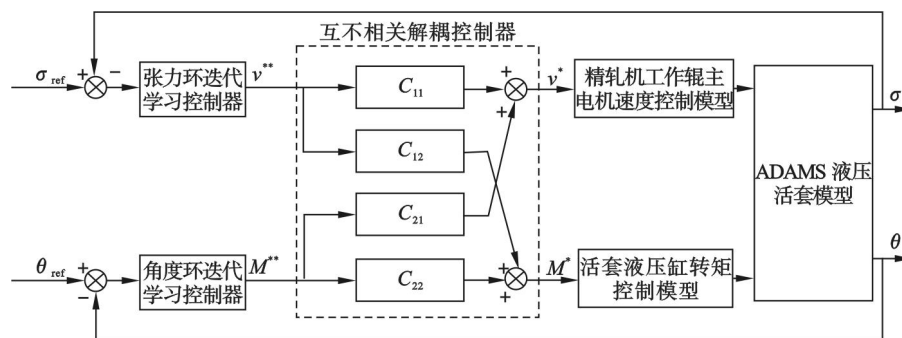 互不相关解耦控制器
σ ref
+
−
张力环迭代
学习控制器
v**
C11
+
+
v*
精轧机工作辊主
电机速度控制模型
σ
C12
ADAMS 液压
活套模型
C21
θ ref
+
−
角度环迭代
学习控制器
M**
C22
+
+
M*
活套液压缸转矩
控制模型
θ